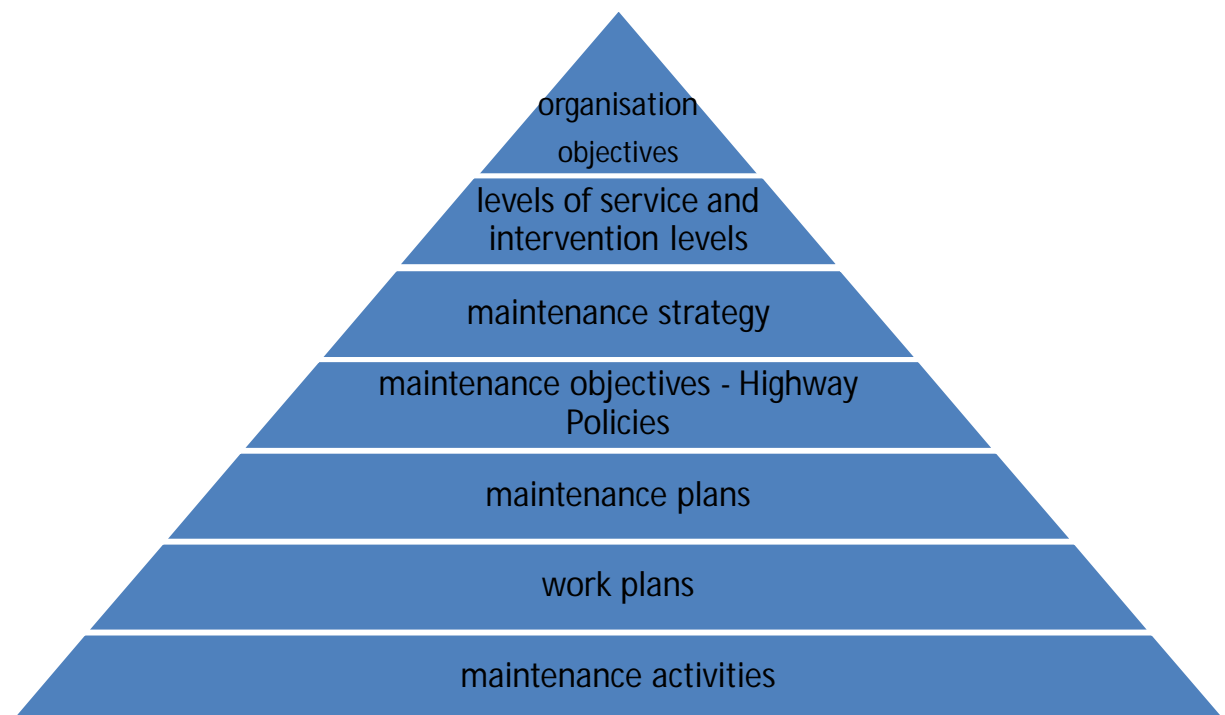 organisation
objectives
levels of service and
intervention levels
maintenance strategy
maintenance objectives - Highway
Policies
maintenance plans
work plans
maintenance activities